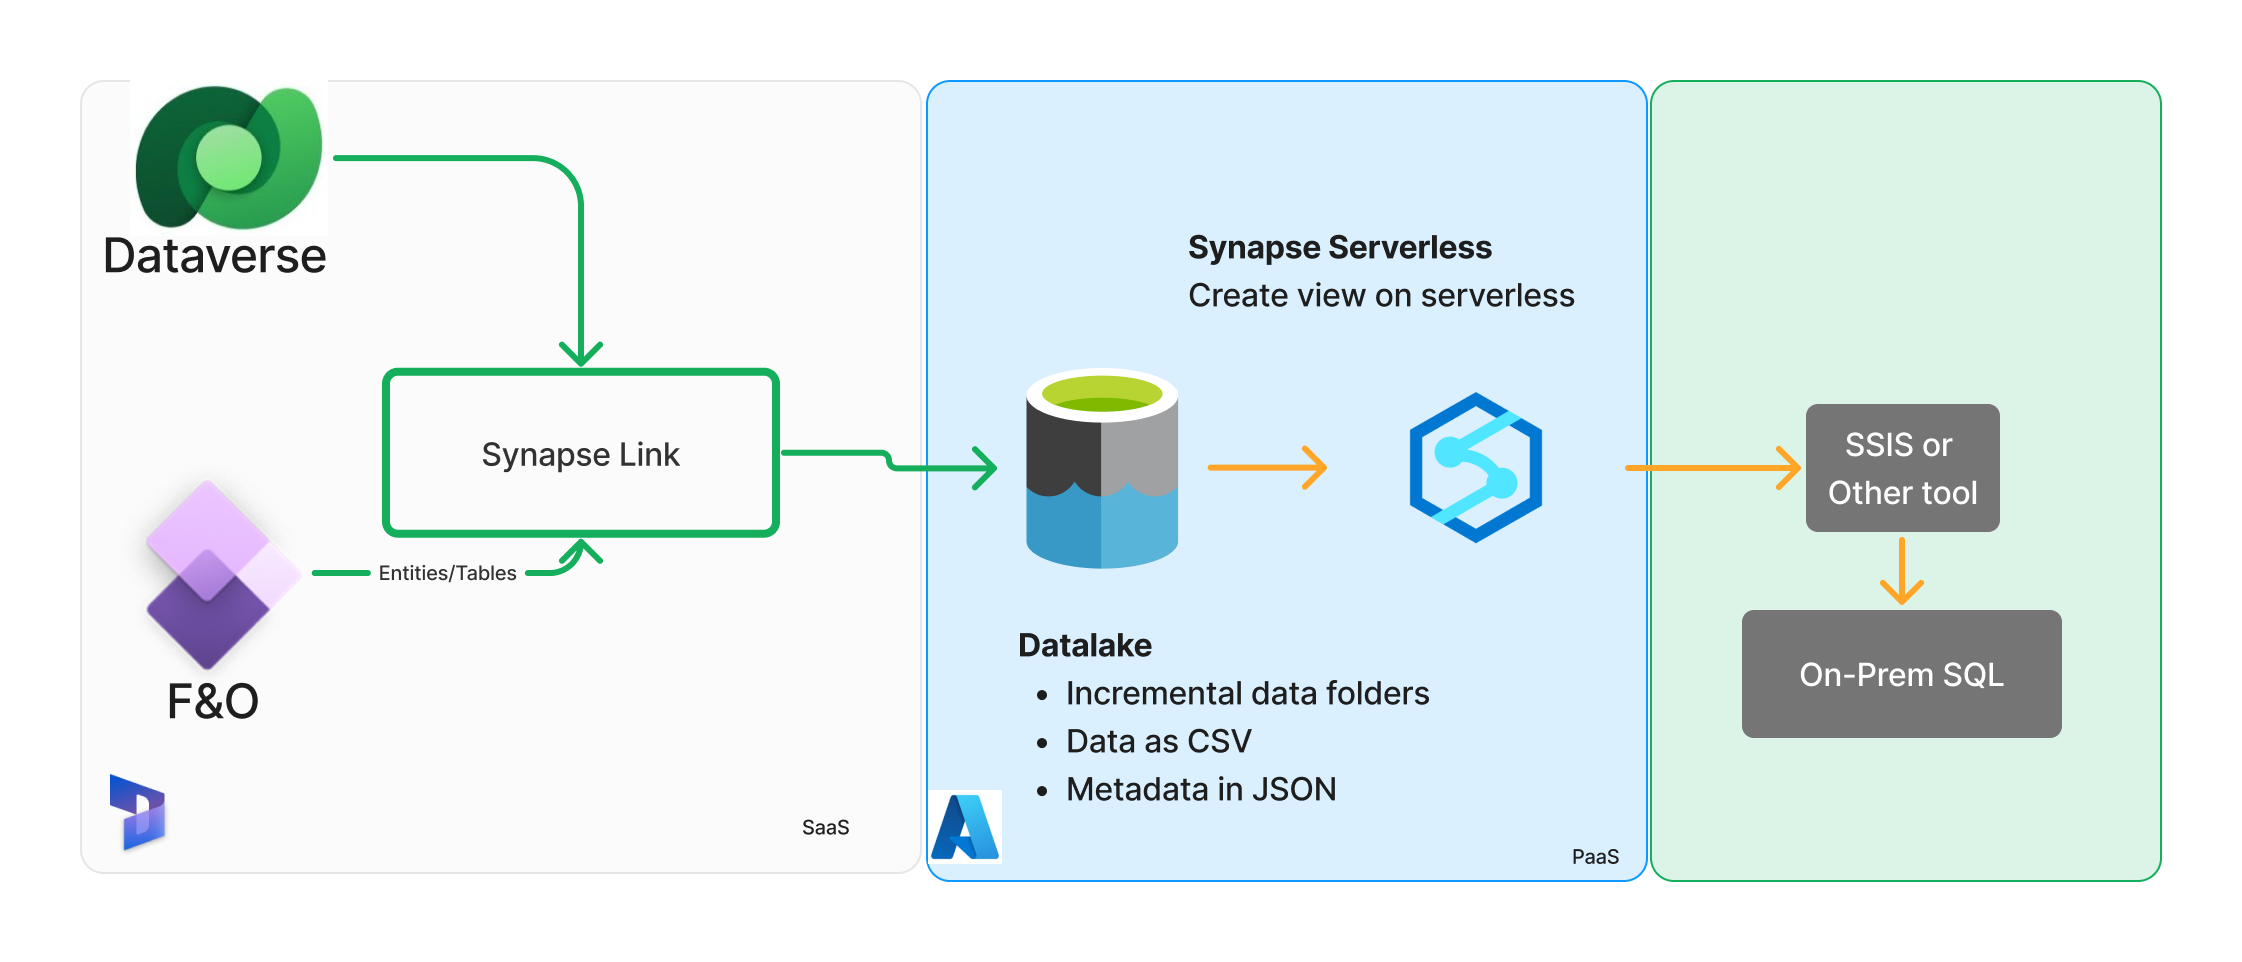 Dataverse
Synapse Link
Entities/Tables
F&O
SaaS
Synapse Serverless
Create view on serverless
Datalake
• Incremental data folders
• Data as CSV
• Metadata in JSON
PaaS
SSIS or
Other tool
On-Prem SQL